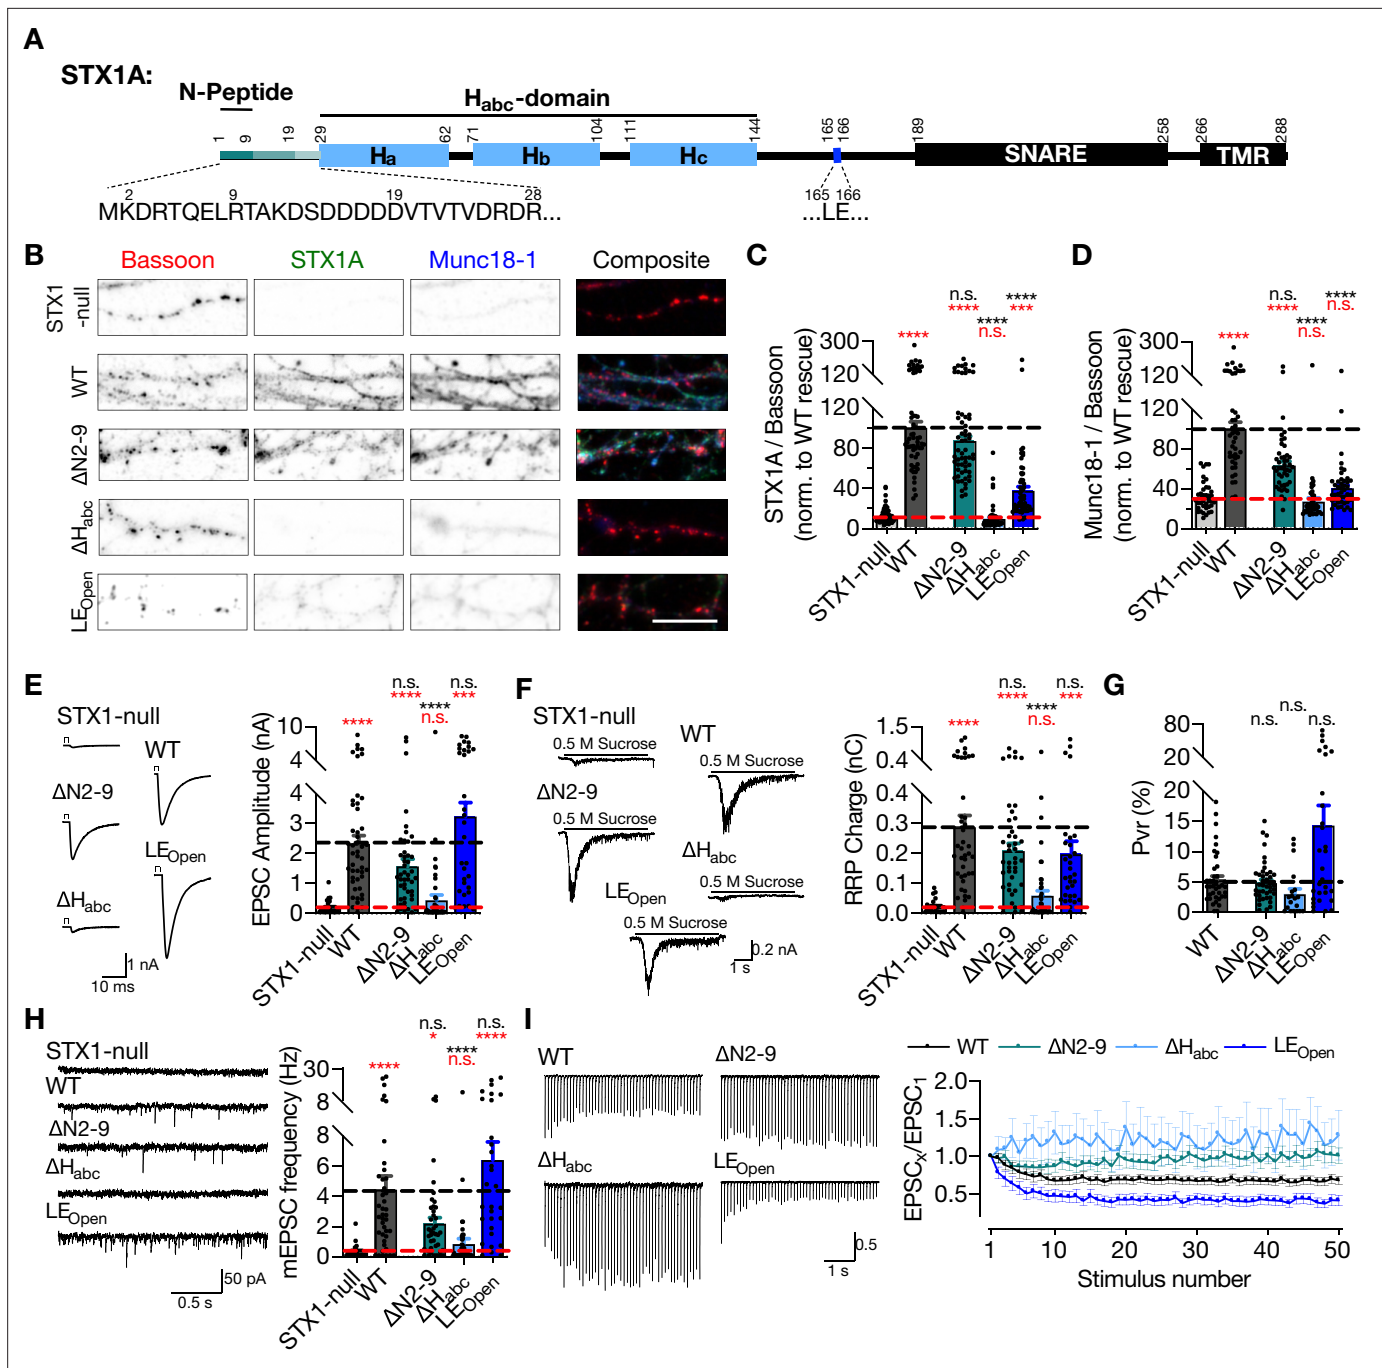 A
STX1A:
N-Peptide
Habc-domain
1 9 19 29 62 71 104 111 144 165 166 189 258 266 288
Ha Hb Hc SNARE TMR
2 9 19 28 165 166
MKDRTQELRTAKDSDDDDDVTVTVDRDR... ...LE...
B
Bassoon STX1A Munc18-1 Composite
STX1
-null
WT
ΔN2-9
ΔHabc
LEOpen
C
n.s. ****
**** ***
**** ****
n.s.
STX1A / Bassoon
(norm. to WT rescue)
300
120
120
80
40
0
STX1-null WT ΔN2-9 ΔHabc LEOpen
D
n.s. ****
**** n.s.
**** ****
n.s.
Munc18-1 / Bassoon
(norm. to WT rescue)
300
120
120
80
40
0
STX1-null WT ΔN2-9 ΔHabc LEOpen
E
STX1-null
WT
ΔN2-9
LEOpen
ΔHabc
1 nA
10 ms
n.s. n.s.
**** ***
**** ****
n.s.
EPSC Amplitude (nA)
10
4
3
2
1
0
STX1-null WT ΔN2-9 ΔHabc LEOpen
F
STX1-null
0.5 M Sucrose
WT
0.5 M Sucrose
ΔN2-9
0.5 M Sucrose
ΔHabc
0.5 M Sucrose
LEOpen
0.5 M Sucrose
0.2 nA
1 s
n.s. n.s.
**** ***
**** ****
n.s.
RRP Charge (nC)
1.5
0.4
0.4
0.3
0.2
0.1
0
STX1-null WT ΔN2-9 ΔHabc LEOpen
G
n.s.
n.s. n.s.
Pvr (%)
80
20
20
15
10
5
0
WT ΔN2-9 ΔHabc LEOpen
H
STX1-null
WT
ΔN2-9
ΔHabc
LEOpen
50 pA
0.5 s
n.s. n.s.
* ****
**** ****
n.s.
mEPSC frequency (Hz)
30
8
8
6
4
2
0
STX1-null WT ΔN2-9 ΔHabc LEOpen
I
WT ΔN2-9
ΔHabc LEOpen
0.5
1 s
WT ΔN2-9 ΔHabc LEOpen
EPSCx/EPSC1
2.0
1.5
1.0
0.5
1 10 20 30 40 50
Stimulus number